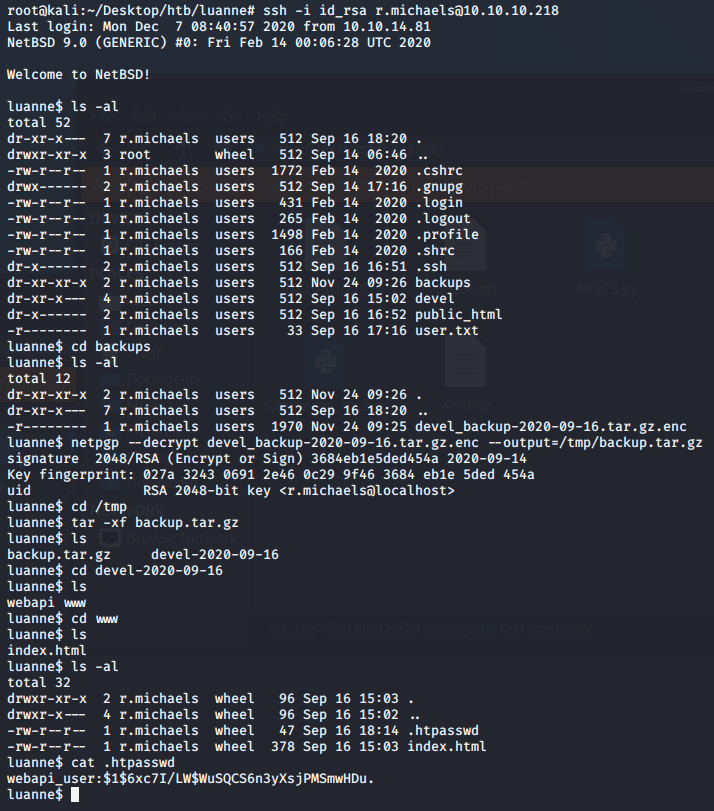 root@kali:~/Desktop/htb/luanne# ssh -i id_rsa r.michaels@10.10.10.218
Last login: Mon Dec  7 08:40:57 2020 from 10.10.14.81
NetBSD 9.0 (GENERIC) #0: Fri Feb 14 00:06:28 UTC 2020
Welcome to NetBSD!
luanne$ ls -al
total 52
dr-xr-x---  7 r.michaels  users   512 Sep 16 18:20 .
drwxr-xr-x  3 root        wheel   512 Sep 14 06:46 ..
-rw-r--r--  1 r.michaels  users  1772 Feb 14  2020 .cshrc
drwx------  2 r.michaels  users   512 Sep 14 17:16 .gnupg
-rw-r--r--  1 r.michaels  users   431 Feb 14  2020 .login
-rw-r--r--  1 r.michaels  users   265 Feb 14  2020 .logout
-rw-r--r--  1 r.michaels  users  1498 Feb 14  2020 .profile
-rw-r--r--  1 r.michaels  users   166 Feb 14  2020 .shrc
dr-x------  2 r.michaels  users   512 Sep 16 16:51 .ssh
dr-xr-xr-x  2 r.michaels  users   512 Nov 24 09:26 backups
dr-xr-x---  4 r.michaels  users   512 Sep 16 15:02 devel
dr-x------  2 r.michaels  users   512 Sep 16 16:52 public_html
-r--------  1 r.michaels  users    33 Sep 16 17:16 user.txt
luanne$ cd backups
luanne$ ls -al
total 12
dr-xr-xr-x  2 r.michaels  users   512 Nov 24 09:26 .
dr-xr-x---  7 r.michaels  users   512 Sep 16 18:20 ..
-r--------  1 r.michaels  users  1970 Nov 24 09:25 devel_backup-2020-09-16.tar.gz.enc
luanne$ netpgp --decrypt devel_backup-2020-09-16.tar.gz.enc --output=/tmp/backup.tar.gz
signature  2048/RSA (Encrypt or Sign) 3684eb1e5ded454a 2020-09-14
Key fingerprint: 027a 3243 0691 2e46 0c29 9f46 3684 eb1e 5ded 454a
uid              RSA 2048-bit key <r.michaels@localhost>
luanne$ cd /tmp
luanne$ tar -xf backup.tar.gz
luanne$ ls
backup.tar.gz     devel-2020-09-16
luanne$ cd devel-2020-09-16
luanne$ ls
webapi www
luanne$ cd www
luanne$ ls
index.html
luanne$ ls -al
total 32
drwxr-xr-x  2 r.michaels  wheel   96 Sep 16 15:03 .
drwxr-x---  4 r.michaels  wheel   96 Sep 16 15:02 ..
-rw-r--r--  1 r.michaels  wheel   47 Sep 16 18:14 .htpasswd
-rw-r--r--  1 r.michaels  wheel  378 Sep 16 15:03 index.html
luanne$ cat .htpasswd
webapi_user:$1$6xc7I/LW$WuSQCS6n3yXsjPMSmwHDu.
luanne$